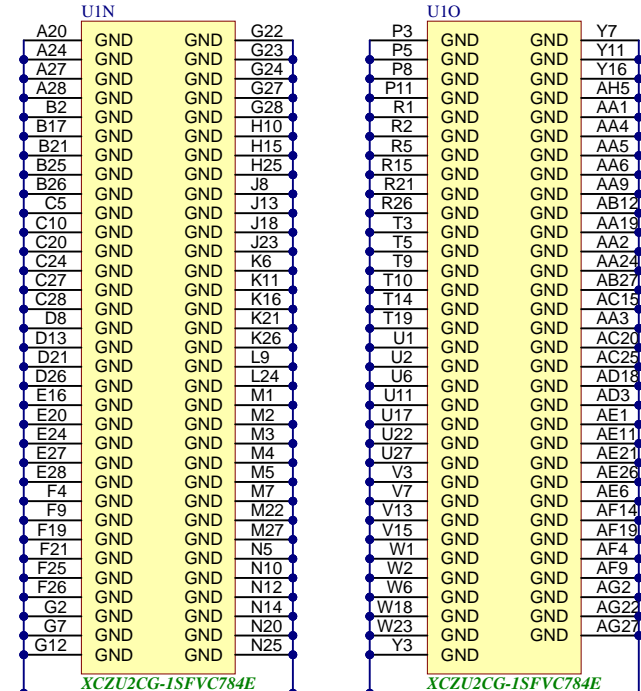 U1N
A20 GND GND G22
A24 GND GND G23
A27 GND GND G24
A28 GND GND G27
B2 GND GND G28
B17 GND GND H10
B21 GND GND H15
B25 GND GND H25
B26 GND GND J8
C5 GND GND J13
C10 GND GND J18
C20 GND GND J23
C24 GND GND K6
C27 GND GND K11
C28 GND GND K16
D8 GND GND K21
D13 GND GND K26
D21 GND GND L9
D26 GND GND L24
E16 GND GND M1
E20 GND GND M2
E24 GND GND M3
E27 GND GND M4
E28 GND GND M5
F4 GND GND M7
F9 GND GND M22
F19 GND GND M27
F21 GND GND N5
F25 GND GND N10
F26 GND GND N12
G2 GND GND N14
G7 GND GND N20
G12 GND GND N25
XCZU2CG-1SFVC784E
U1O
P3 GND GND Y7
P5 GND GND Y11
P8 GND GND Y16
P11 GND GND AH5
R1 GND GND AA1
R2 GND GND AA4
R5 GND GND AA5
R15 GND GND AA6
R21 GND GND AA9
R26 GND GND AB12
T3 GND GND AA19
T5 GND GND AA2
T9 GND GND AA24
T10 GND GND AB27
T14 GND GND AC15
T19 GND GND AA3
U1 GND GND AC20
U2 GND GND AC25
U6 GND GND AD18
U11 GND GND AD3
U17 GND GND AE1
U22 GND GND AE11
U27 GND GND AE21
V3 GND GND AE26
V7 GND GND AE6
V13 GND GND AF14
V15 GND GND AF19
W1 GND GND AF4
W2 GND GND AF9
W6 GND GND AG2
W18 GND GND AG22
W23 GND GND AG27
Y3 GND
XCZU2CG-1SFVC784E